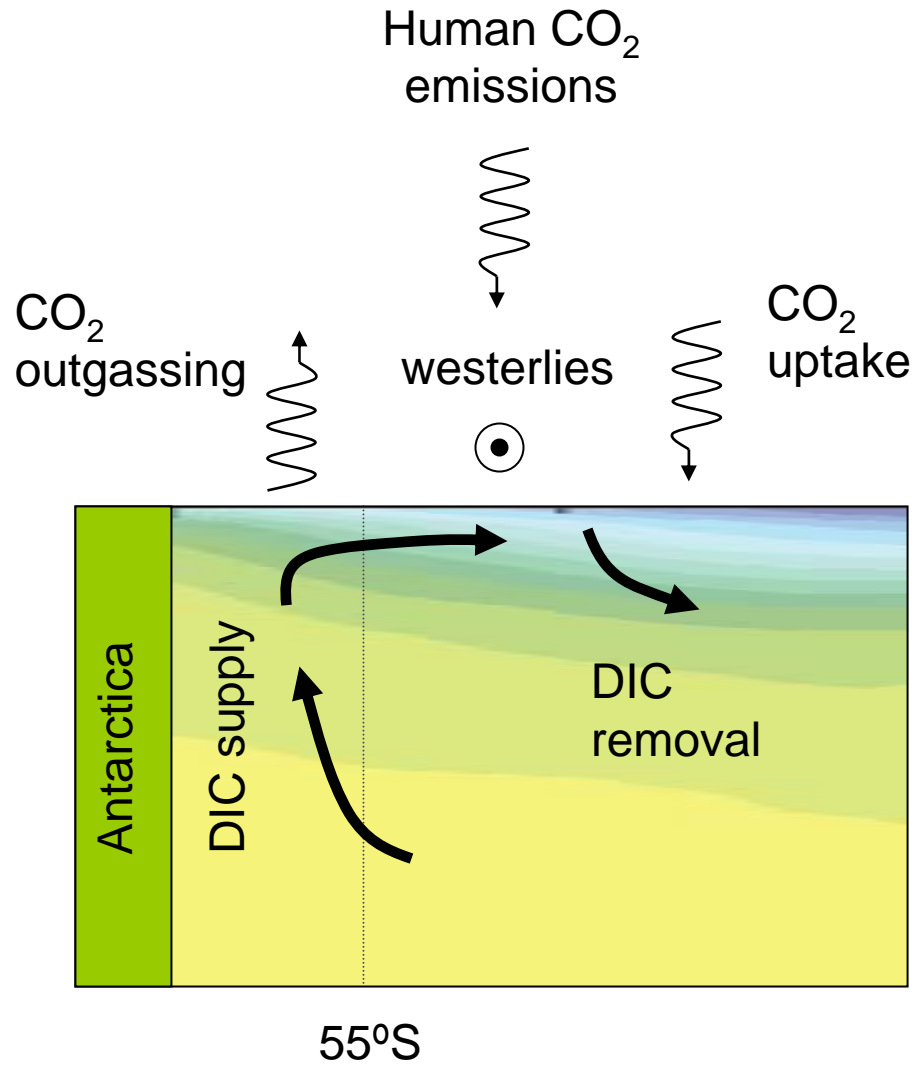 Human CO₂
emissions
CO₂
outgassing
westerlies
CO₂
uptake
Antarctica
DIC supply
DIC
removal
55ºS